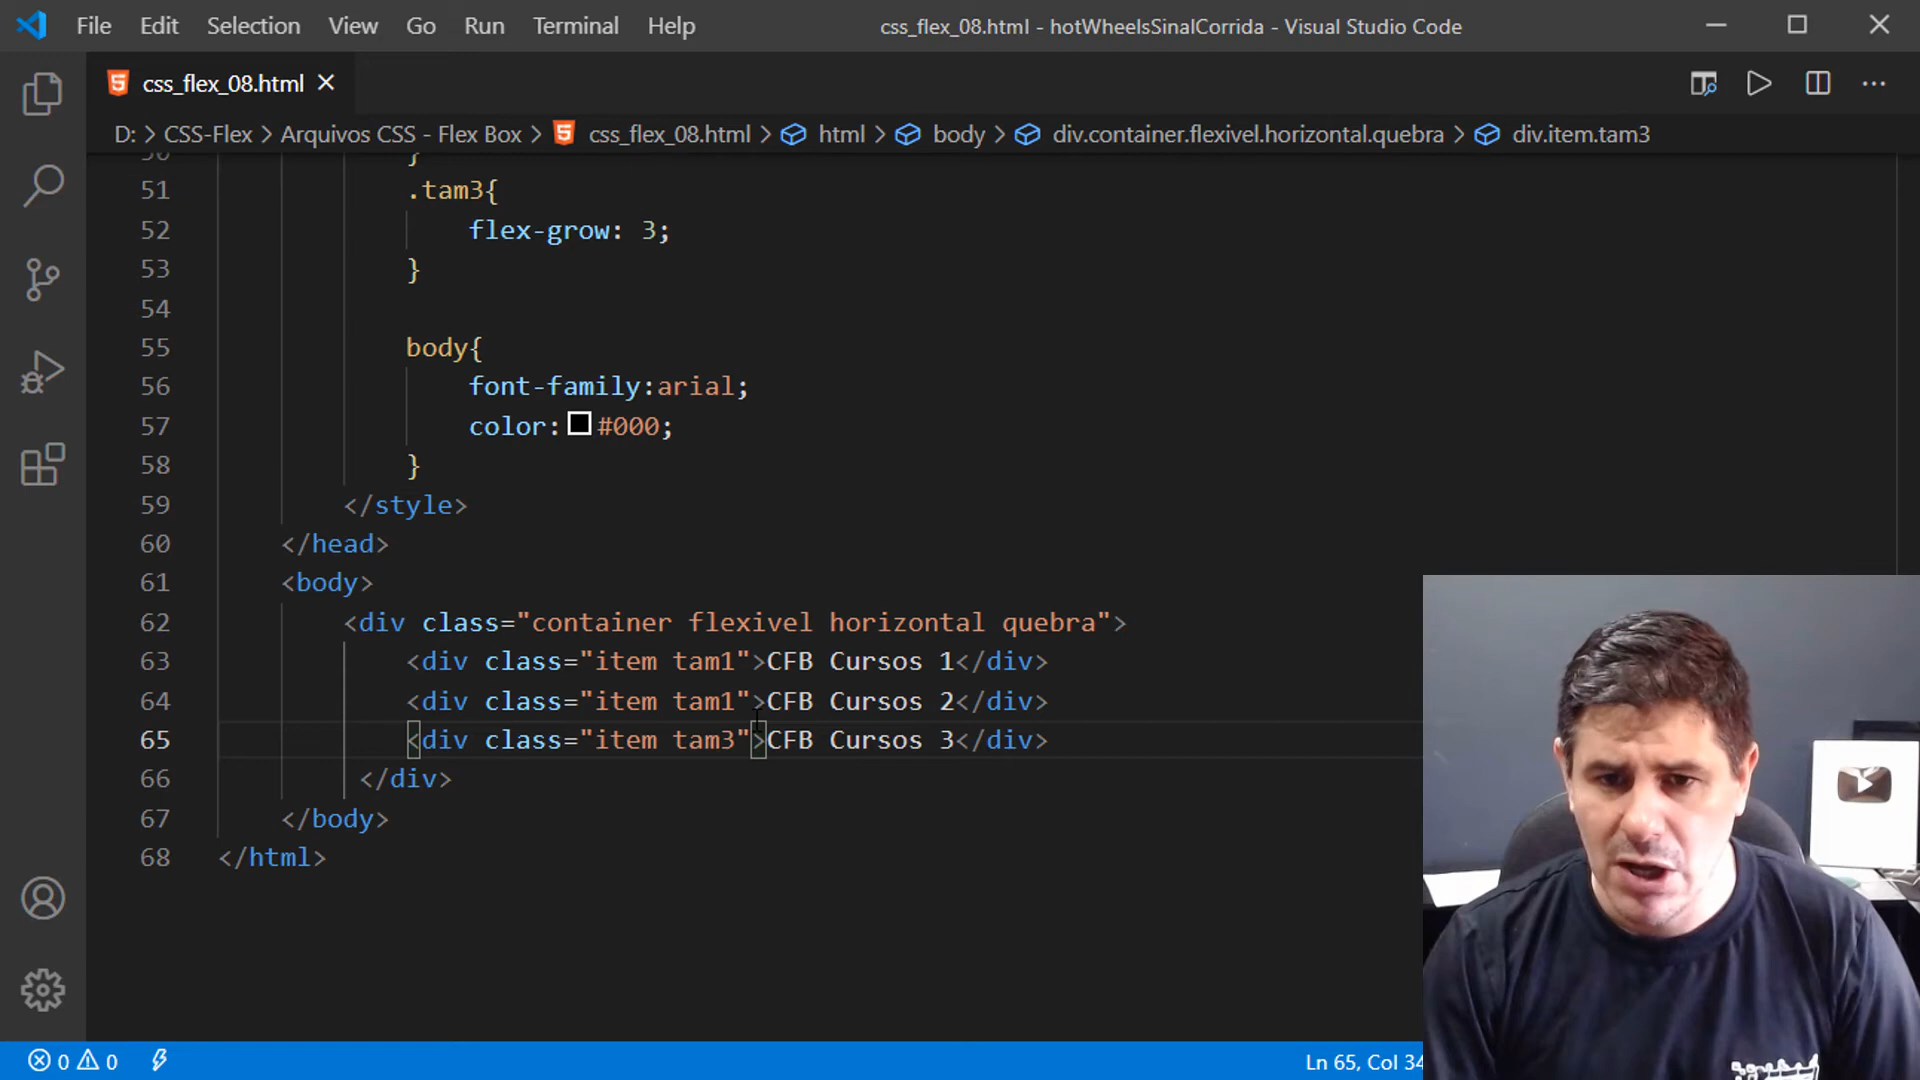 File Edit Selection View Go Run Terminal Help css_flex_08.html - hotWheelsSinalCorrida - Visual Studio Code
css_flex_08.html
D: > CSS-Flex > Arquivos CSS - Flex Box > css_flex_08.html > html > body > div.container.flexivel.horizontal.quebra > div.item.tam3
50 }
51 .tam3{
52 flex-grow: 3;
53 }
54
55 body{
56 font-family:arial;
57 color: #000;
58 }
59 </style>
60 </head>
61 <body>
62 <div class="container flexivel horizontal quebra">
63 <div class="item tam1">CFB Cursos 1</div>
64 <div class="item tam1">CFB Cursos 2</div>
65 <div class="item tam3">CFB Cursos 3</div>
66 </div>
67 </body>
68 </html>
0 0 Ln 65, Col 34